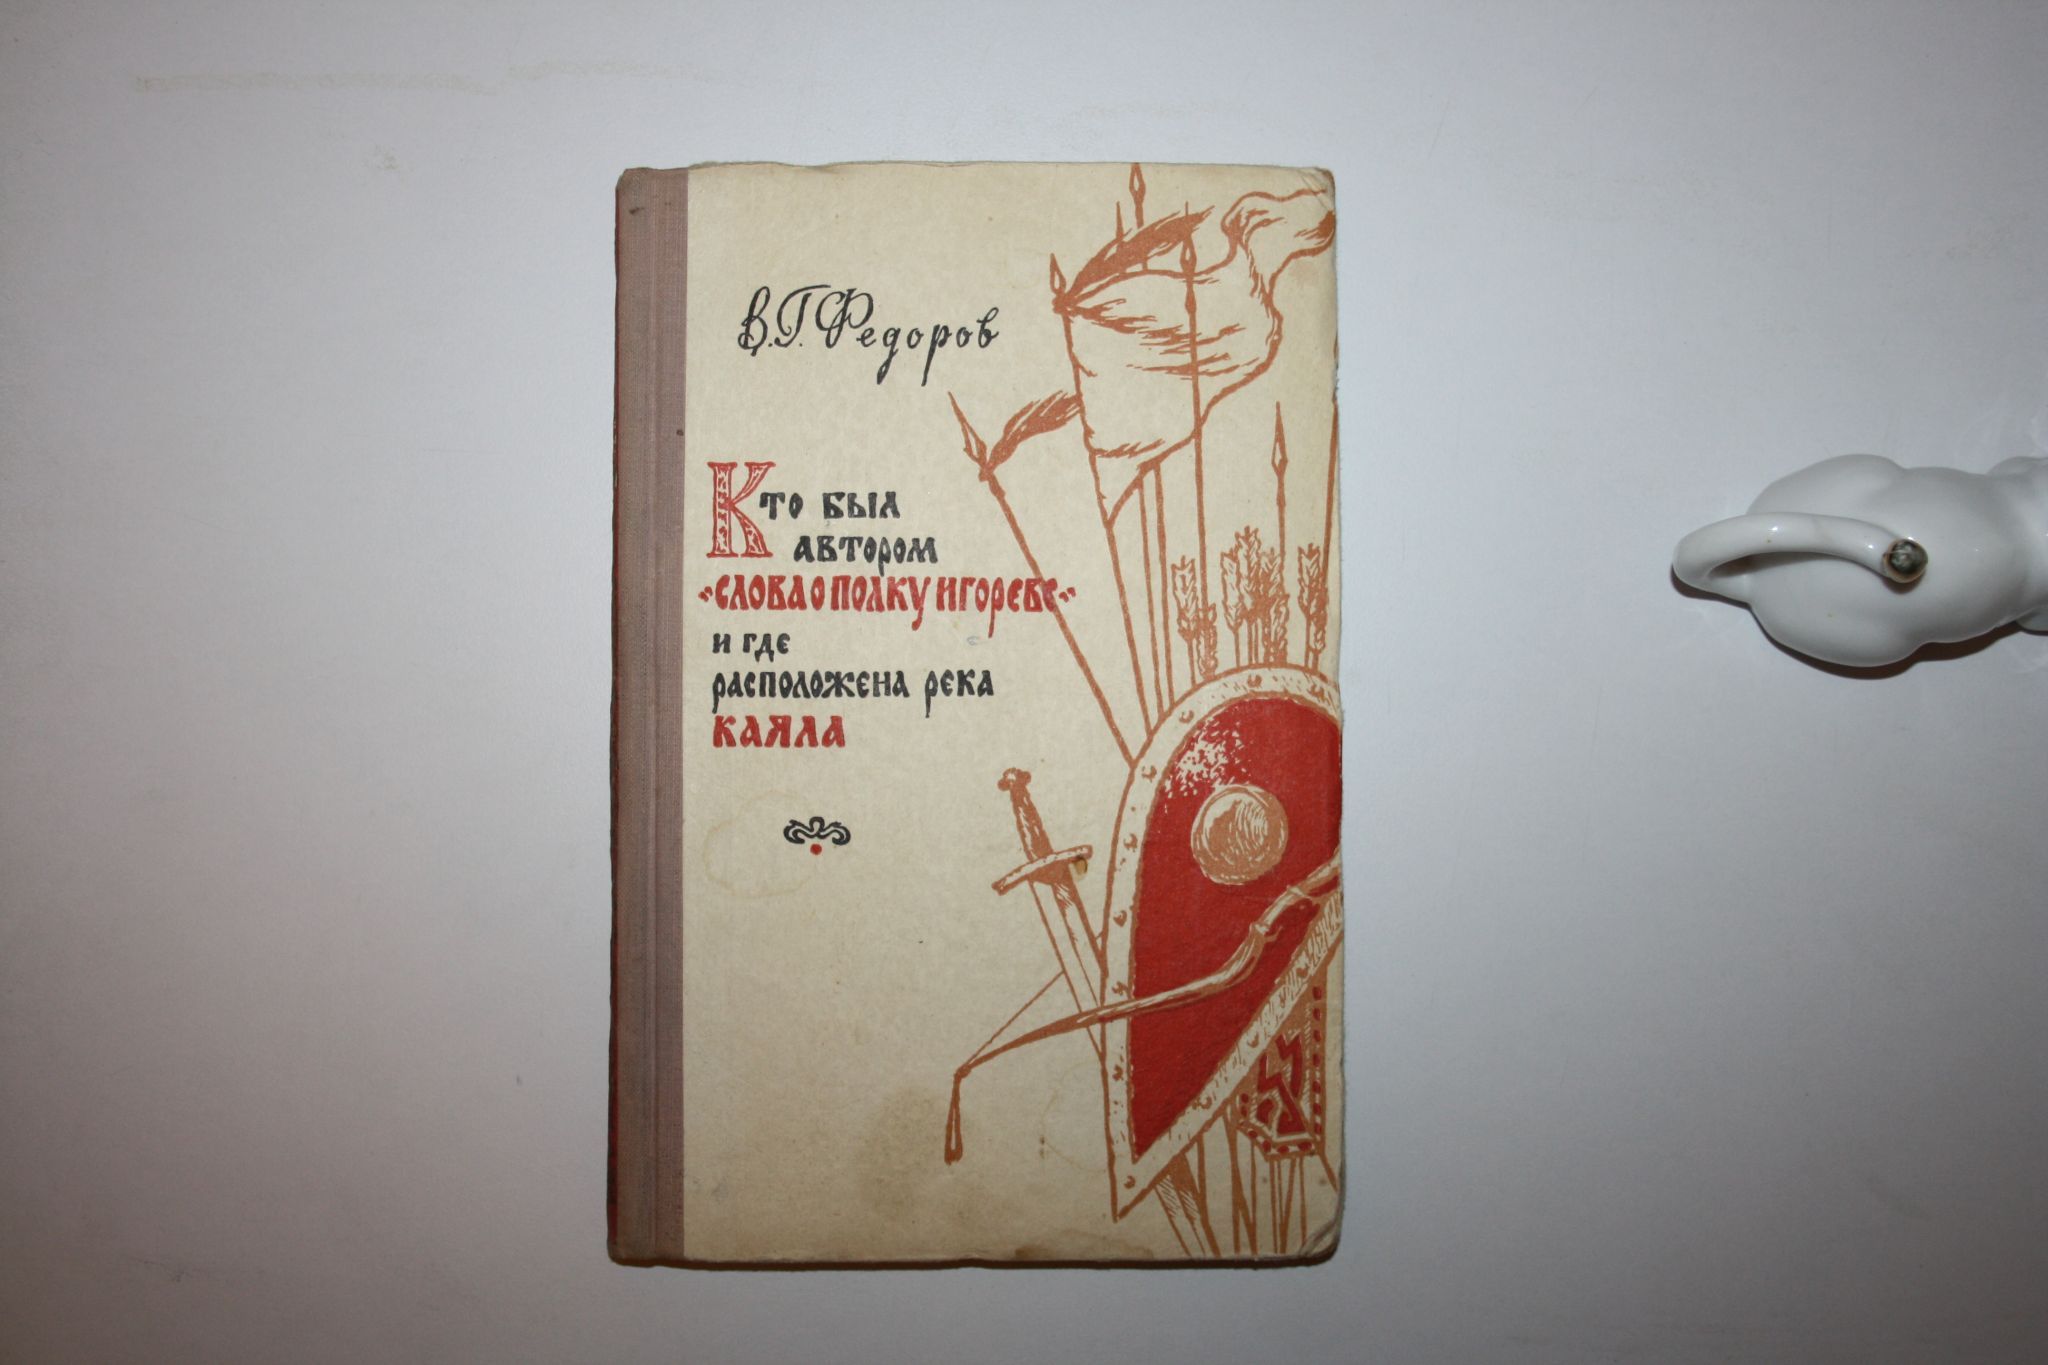 В.Г. Федоров
Кто был
автором
"Слова о полку Игореве"
и где
расположена река
Каяла